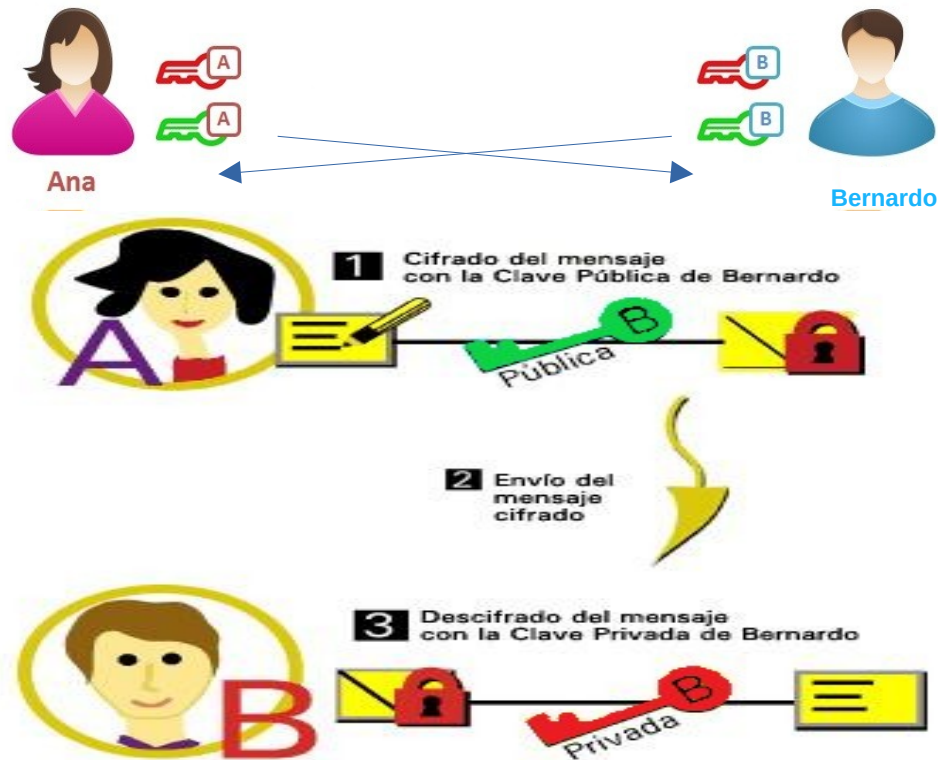 A
B
A
B
Ana
Bernardo
1 Cifrado del mensaje
con la Clave Pública de Bernardo
A
B
Pública
2 Envío del
mensaje
cifrado
3 Descifrado del mensaje
con la Clave Privada de Bernardo
B
B
Privada